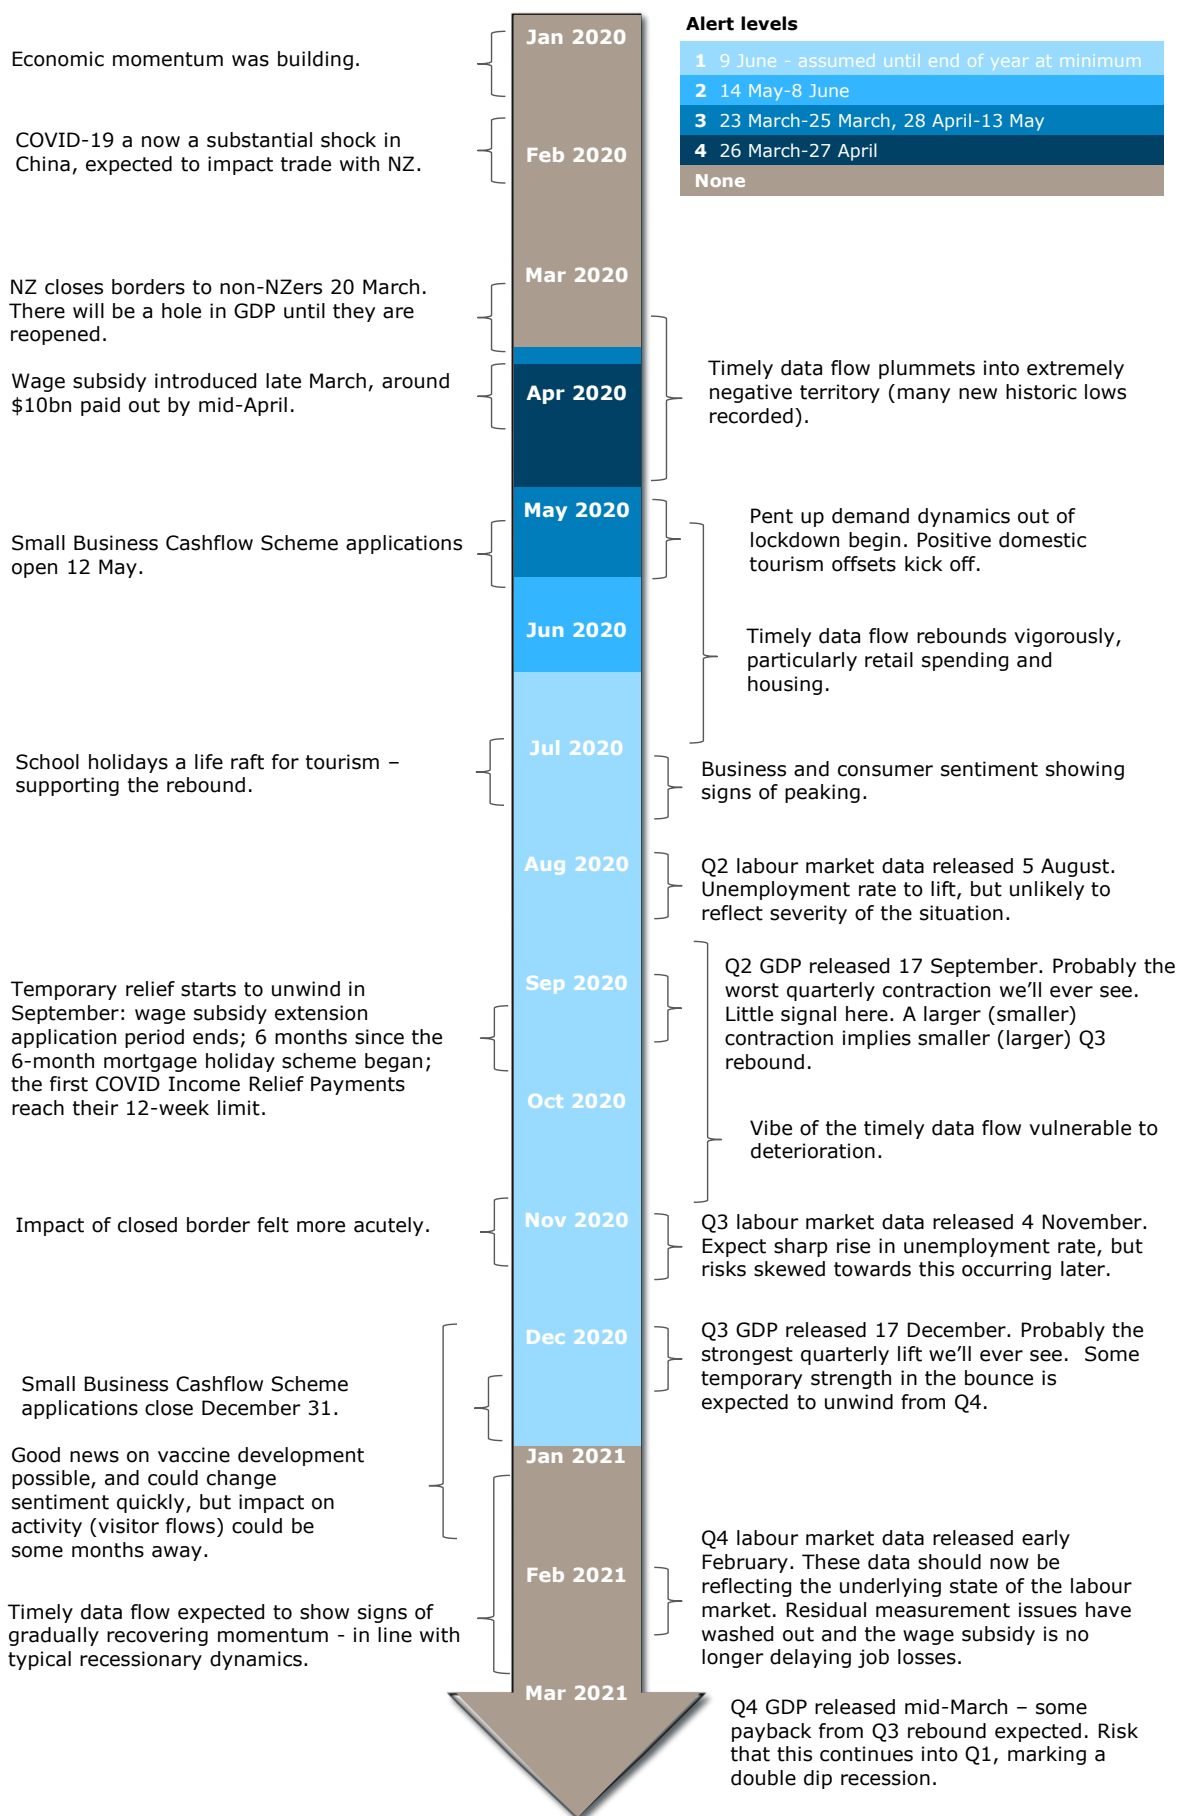 Jan 2020
Alert levels
1 9 June - assumed until end of year at minimum
2 14 May-8 June
3 23 March-25 March, 28 April-13 May
4 26 March-27 April
None
Economic momentum was building.
COVID-19 a now a substantial shock in
China, expected to impact trade with NZ.
Feb 2020
Mar 2020
NZ closes borders to non-NZers 20 March.
There will be a hole in GDP until they are
reopened.
Wage subsidy introduced late March, around
$10bn paid out by mid-April.
Apr 2020
Timely data flow plummets into extremely
negative territory (many new historic lows
recorded).
May 2020
Pent up demand dynamics out of
lockdown begin. Positive domestic
tourism offsets kick off.
Small Business Cashflow Scheme applications
open 12 May.
Jun 2020
Timely data flow rebounds vigorously,
particularly retail spending and
housing.
Jul 2020
School holidays a life raft for tourism –
supporting the rebound.
Business and consumer sentiment showing
signs of peaking.
Aug 2020
Q2 labour market data released 5 August.
Unemployment rate to lift, but unlikely to
reflect severity of the situation.
Sep 2020
Q2 GDP released 17 September. Probably the
worst quarterly contraction we'll ever see.
Little signal here. A larger (smaller)
contraction implies smaller (larger) Q3
rebound.
Temporary relief starts to unwind in
September: wage subsidy extension
application period ends; 6 months since the
6-month mortgage holiday scheme began;
the first COVID Income Relief Payments
reach their 12-week limit.
Oct 2020
Vibe of the timely data flow vulnerable to
deterioration.
Nov 2020
Impact of closed border felt more acutely.
Q3 labour market data released 4 November.
Expect sharp rise in unemployment rate, but
risks skewed towards this occurring later.
Dec 2020
Q3 GDP released 17 December. Probably the
strongest quarterly lift we'll ever see.  Some
temporary strength in the bounce is
expected to unwind from Q4.
Small Business Cashflow Scheme
applications close December 31.
Jan 2021
Good news on vaccine development
possible, and could change
sentiment quickly, but impact on
activity (visitor flows) could be
some months away.
Feb 2021
Q4 labour market data released early
February. These data should now be
reflecting the underlying state of the labour
market. Residual measurement issues have
washed out and the wage subsidy is no
longer delaying job losses.
Timely data flow expected to show signs of
gradually recovering momentum - in line with
typical recessionary dynamics.
Mar 2021
Q4 GDP released mid-March – some
payback from Q3 rebound expected. Risk
that this continues into Q1, marking a
double dip recession.